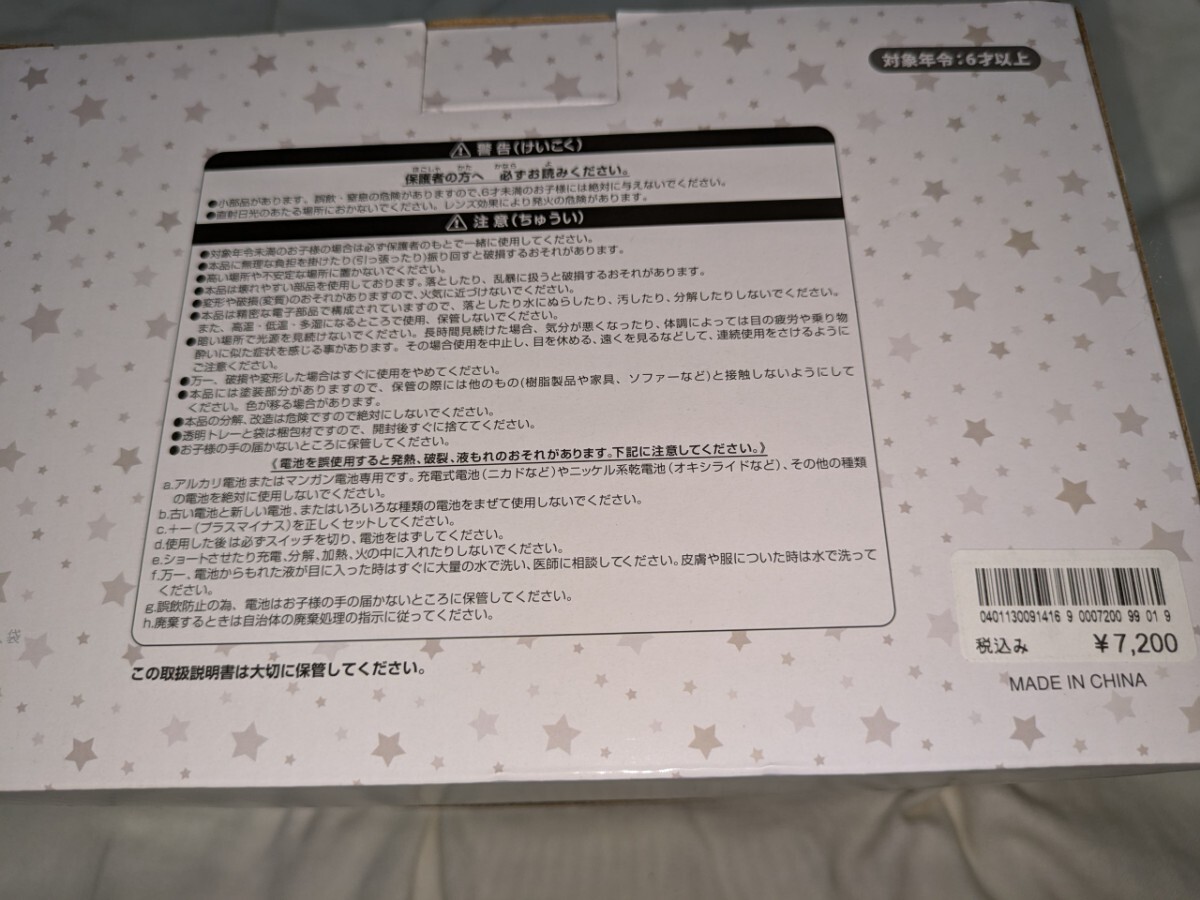 対象年令:6才以上
警告(けいこく)
保護者の方へ 必ずお読みください。
●小部品があります。誤飲・窒息の危険がありますので、6才未満のお子様には絶対に与えないでください。
●直射日光のあたる場所におかないでください。レンズ効果により発火の危険があります。
注意(ちゅうい)
●対象年令未満のお子様の場合は必ず保護者のもとで一緒に使用してください。
●本品に無理な負担を掛けたり(引っ張ったり)振り回すと破損するおそれがあります。
●高い場所や不安定な場所に置かないでください。
●本品は壊れやすい部品を使用しております。落としたり、乱暴に扱うと破損するおそれがあります。
●変形や破損(変質)のおそれがありますので、火気に近づけないでください。
●本品は精密な電子部品で構成されていますので、落としたり水にぬらしたり、汚したり、分解したりしないでください。
また、高温・低温・多湿になるところで使用、保管しないでください。
●暗い場所で光源を見続けないでください。長時間見続けた場合、気分が悪くなったり、体調によっては目の疲労や乗り物
酔いに似た症状を感じる事があります。その場合使用を中止し、目を休める、遠くを見るなどして、連続使用をさけるように
ご注意ください。
●万一、破損や変形した場合はすぐに使用をやめてください。
●本品には塗装部分がありますので、保管の際には他のもの(樹脂製品や家具、ソファーなど)と接触しないようにして
ください。色が移る場合があります。
●本品の分解、改造は危険ですので絶対にしないでください。
●透明トレーと袋は梱包材ですので、開封後すぐに捨ててください。
●お子様の手の届かないところに保管してください。
《電池を誤使用すると発熱、破裂、液もれのおそれがあります。下記に注意してください。》
a.アルカリ電池またはマンガン電池専用です。充電式電池(ニカドなど)やニッケル系乾電池(オキシライドなど)、その他の種類
の電池を絶対に使用しないでください。
b.古い電池と新しい電池、またはいろいろな種類の電池をまぜて使用しないでください。
c.+-(プラスマイナス)を正しくセットしてください。
d.使用した後は必ずスイッチを切り、電池をはずしてください。
e.ショートさせたり充電、分解、加熱、火の中に入れたりしないでください。
f.万一、電池からもれた液が目に入った時はすぐに大量の水で洗い、医師に相談してください。皮膚や服についた時は水で洗って
ください。
g.誤飲防止の為、電池はお子様の手の届かないところに保管してください。
h.廃棄するときは自治体の廃棄処理の指示に従ってください。
この取扱説明書は大切に保管してください。
袋
0401130091416 9 0007200 99 01 9
税込み ¥7,200
MADE IN CHINA